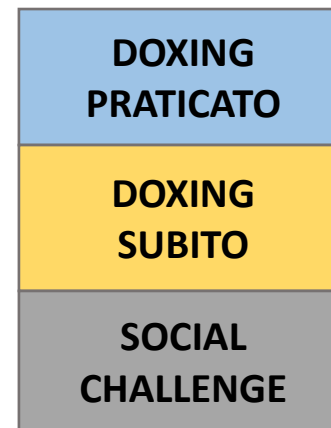 DOXING
PRATICATO
DOXING
SUBITO
SOCIAL
CHALLENGE